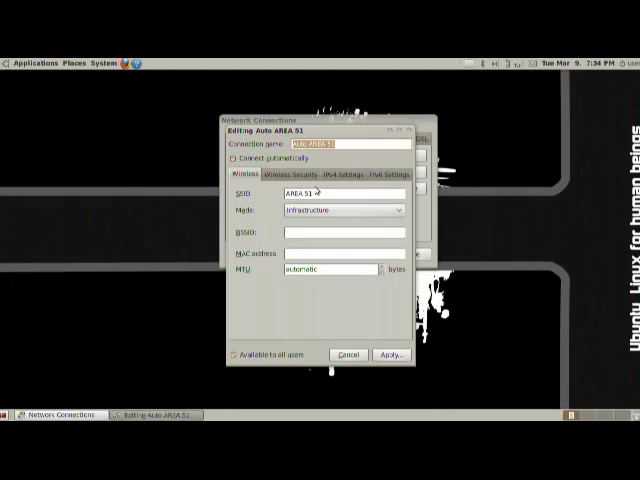 Applications Places System
Tue Mar 9, 7:34 PM
Network Connections
DSL
Editing Auto AREA 51
Connection name: Auto AREA 51
Connect automatically
Wireless Wireless Security IPv4 Settings IPv6 Settings
SSID: AREA 51
Mode: Infrastructure
BSSID:
MAC address:
MTU: automatic bytes
Available to all users Cancel Apply...
Ubuntu, Linux for human beings
Network Connections Editing Auto AREA 51